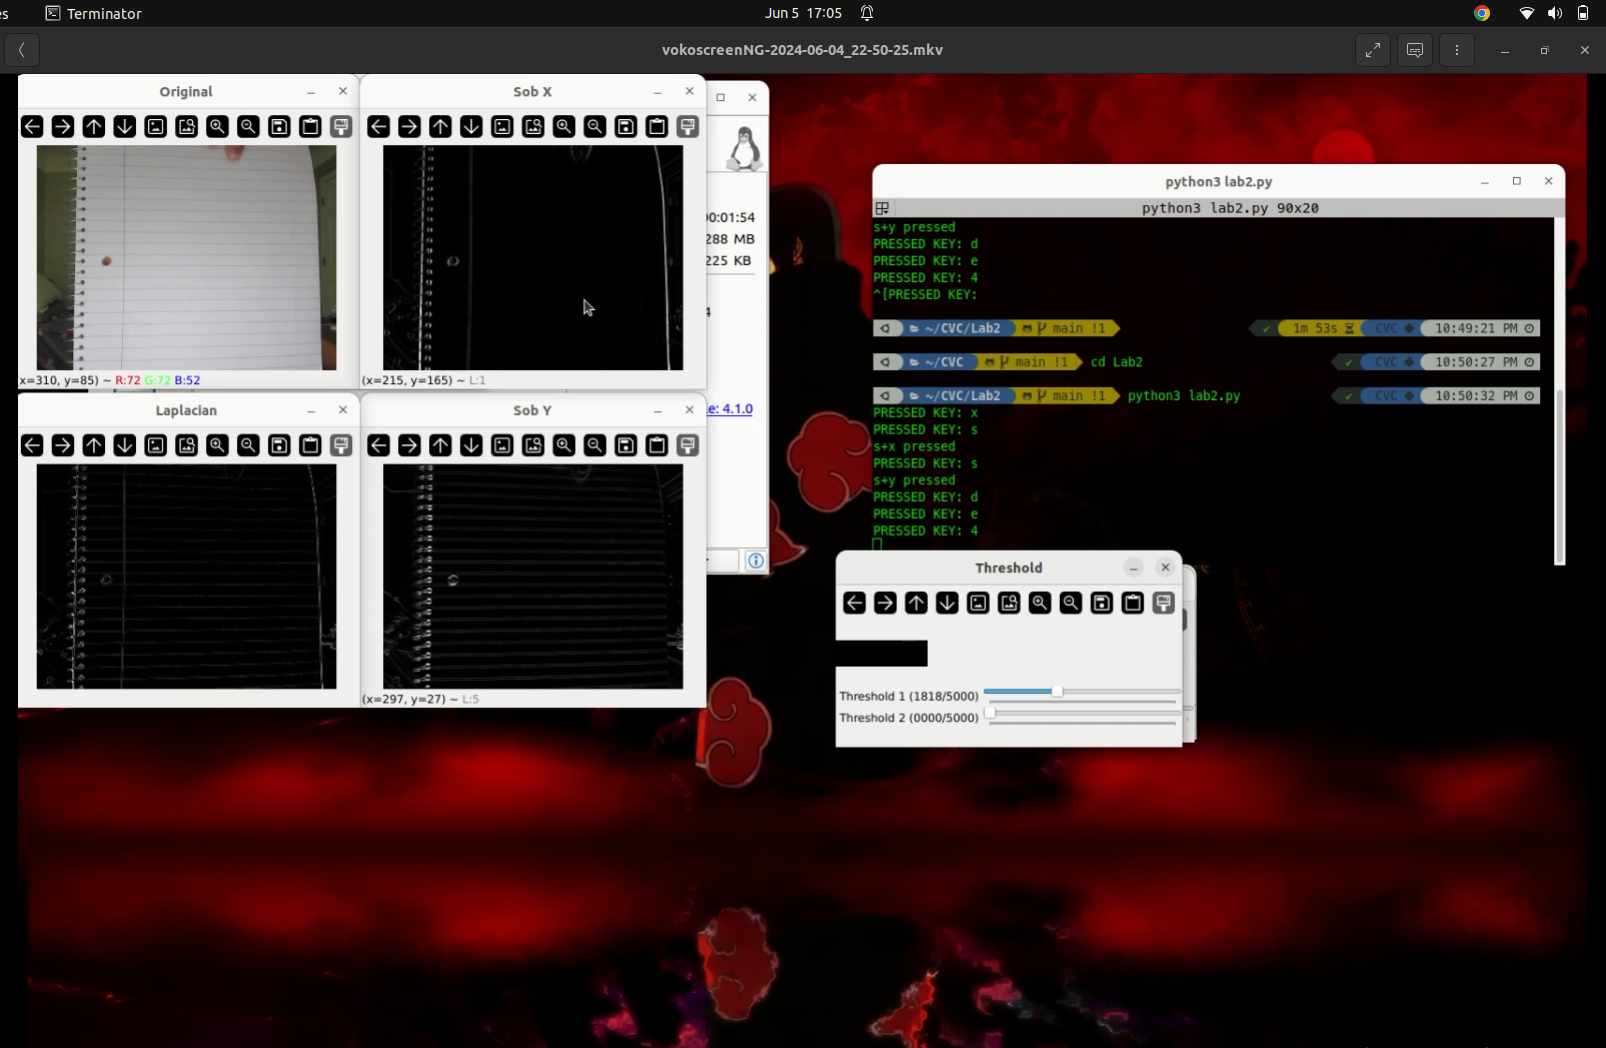 es Terminator Jun 5 17:05
vokoscreenNG-2024-06-04_22-50-25.mkv
Original
(x=310, y=85) ~ R:72 G:72 B:52
Sob X
(x=215, y=165) ~ L:1
Laplacian
Sob Y
(x=297, y=27) ~ L:5
00:01:54
288 MB
225 KB
4
e: 4.1.0
python3 lab2.py
python3 lab2.py 90x20
s+y pressed
PRESSED KEY: d
PRESSED KEY: e
PRESSED KEY: 4
^[PRESSED KEY:
~/CVC/Lab2 main !1 ✓ 1m 53s CVC 10:49:21 PM
~/CVC main !1 cd Lab2 ✓ CVC 10:50:27 PM
~/CVC/Lab2 main !1 python3 lab2.py ✓ CVC 10:50:32 PM
PRESSED KEY: x
PRESSED KEY: s
s+x pressed
PRESSED KEY: s
s+y pressed
PRESSED KEY: d
PRESSED KEY: e
PRESSED KEY: 4
Threshold
Threshold 1 (1818/5000)
Threshold 2 (0000/5000)